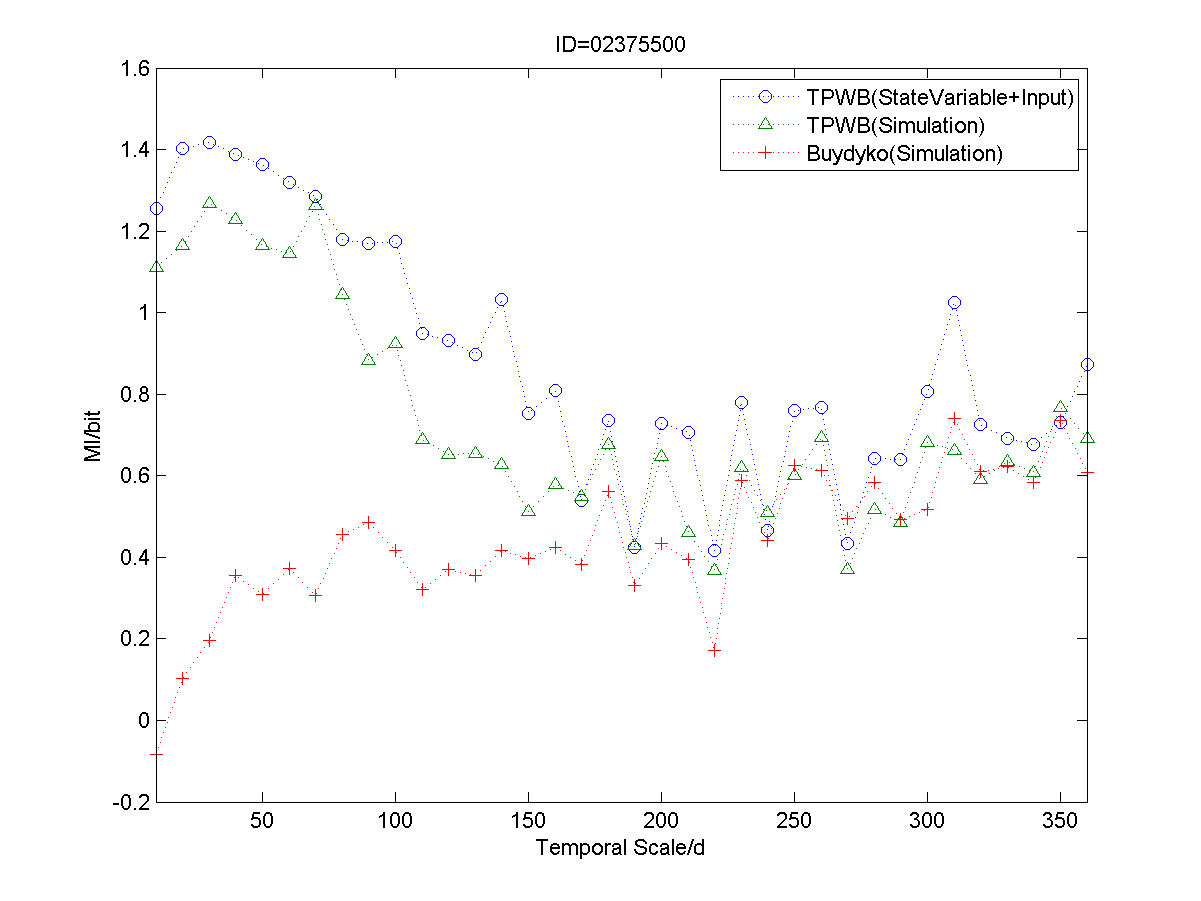 ID=02375500
1.6
1.4
1.2
1
0.8
0.6
0.4
0.2
0
-0.2
MI/bit
TPWB(StateVariable+Input)
TPWB(Simulation)
Buydyko(Simulation)
50 100 150 200 250 300 350
Temporal Scale/d